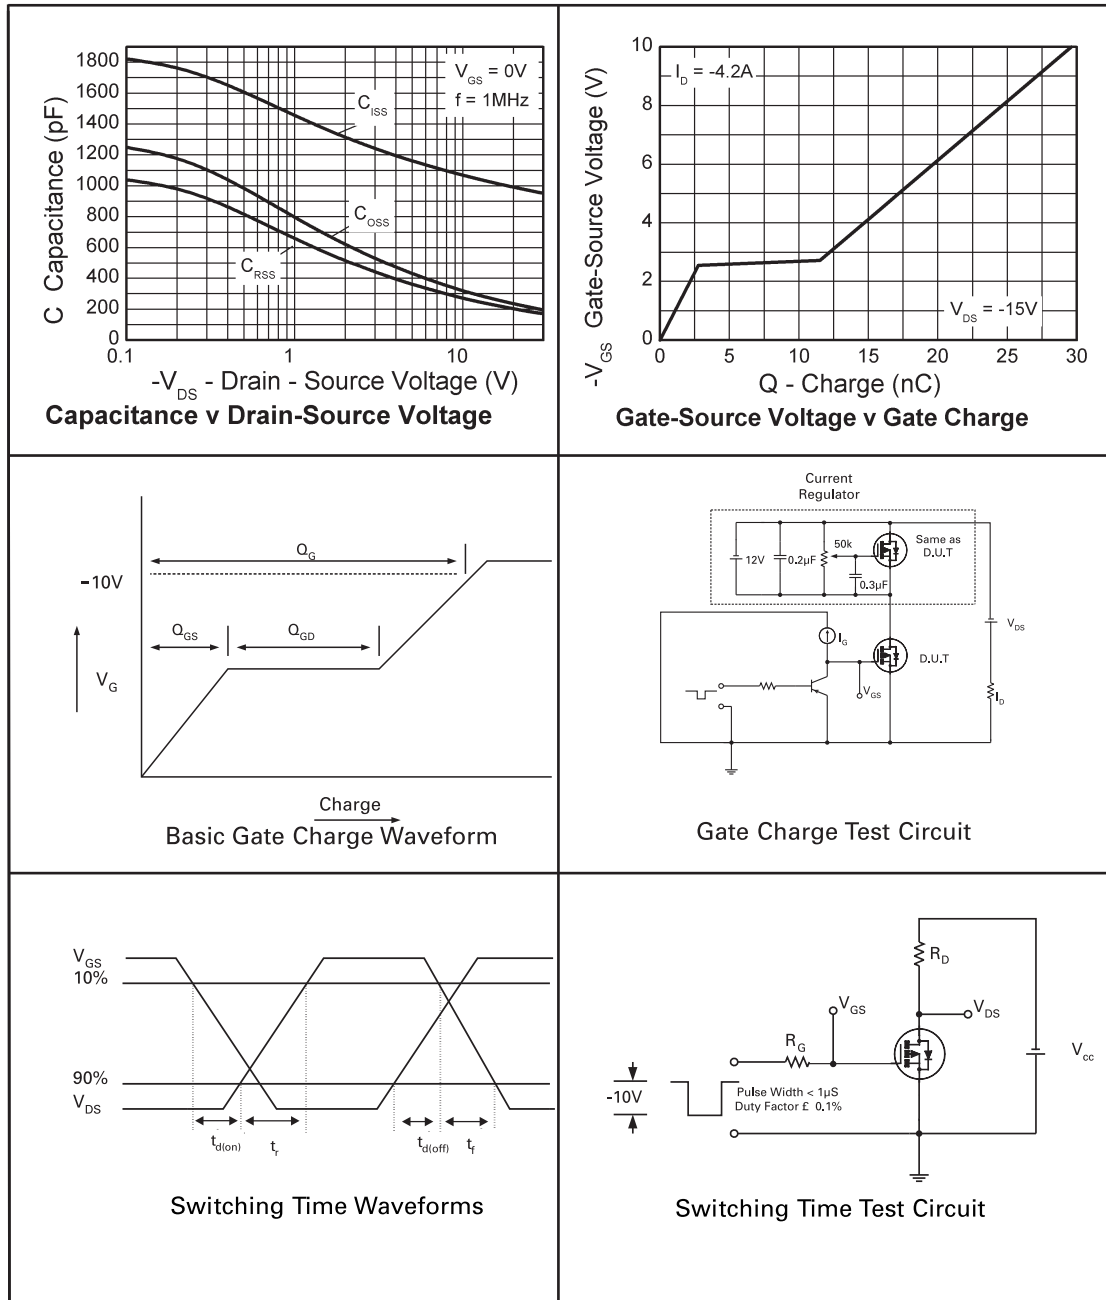 1800
1600
1400
1200
1000
800
600
400
200
0
V_GS = 0V
f = 1MHz
C_ISS
C_OSS
C_RSS
C Capacitance (pF)
0.1 1 10
-V_DS - Drain - Source Voltage (V)
Capacitance v Drain-Source Voltage
10
8
6
4
2
0
I_D = -4.2A
V_DS = -15V
-V_GS Gate-Source Voltage (V)
0 5 10 15 20 25 30
Q - Charge (nC)
Gate-Source Voltage v Gate Charge
Q_G
-10V
Q_GS
Q_GD
V_G
Charge
Basic Gate Charge Waveform
Current
Regulator
12V
0.2µF
50k
0.3µF
Same as
D.U.T
I_G
V_DS
D.U.T
V_GS
I_D
Gate Charge Test Circuit
V_GS
10%
90%
V_DS
t_d(on)
t_r
t_d(off)
t_f
Switching Time Waveforms
R_D
V_GS
V_DS
R_G
V_cc
-10V
Pulse Width < 1µS
Duty Factor £ 0.1%
Switching Time Test Circuit